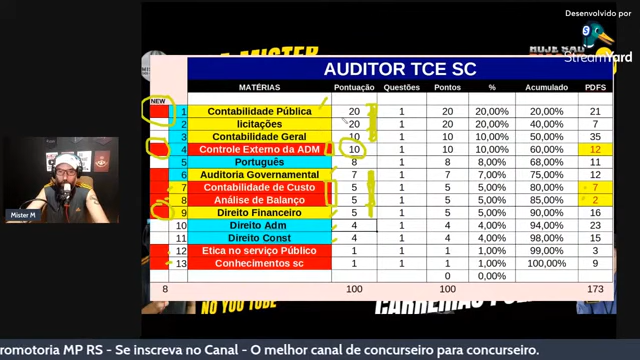 Desenvolvido por
StreamYard
AUDITOR TCE SC
MATÉRIAS Pontuação Questões Pontos % Acumulado PDFS
NEW
1 Contabilidade Pública 20 1 20 20,00% 20,00% 21
2 licitações 20 1 20 20,00% 40,00% 7
3 Contabilidade Geral 10 1 10 10,00% 50,00% 35
4 Controle Externo da ADM 10 1 10 10,00% 60,00% 12
5 Português 8 1 8 8,00% 68,00% 11
6 Auditoria Governamental 7 1 7 7,00% 75,00% 12
7 Contabilidade de Custo 5 1 5 5,00% 80,00% 7
8 Análise de Balanço 5 1 5 5,00% 85,00% 2
9 Direito Financeiro 5 1 5 5,00% 90,00% 16
10 Direito Adm 4 1 4 4,00% 94,00% 23
11 Direito Const 4 1 4 4,00% 98,00% 15
12 Etica no serviço Público 1 1 1 1,00% 99,00% 3
13 Conhecimentos sc 1 1 1 1,00% 100,00% 9
0 0,00%
8 100 100 173
Mister M
NO YOU TUBE
romotoria MP RS - Se inscreva no Canal - O melhor canal de concurseiro para concurseiro.